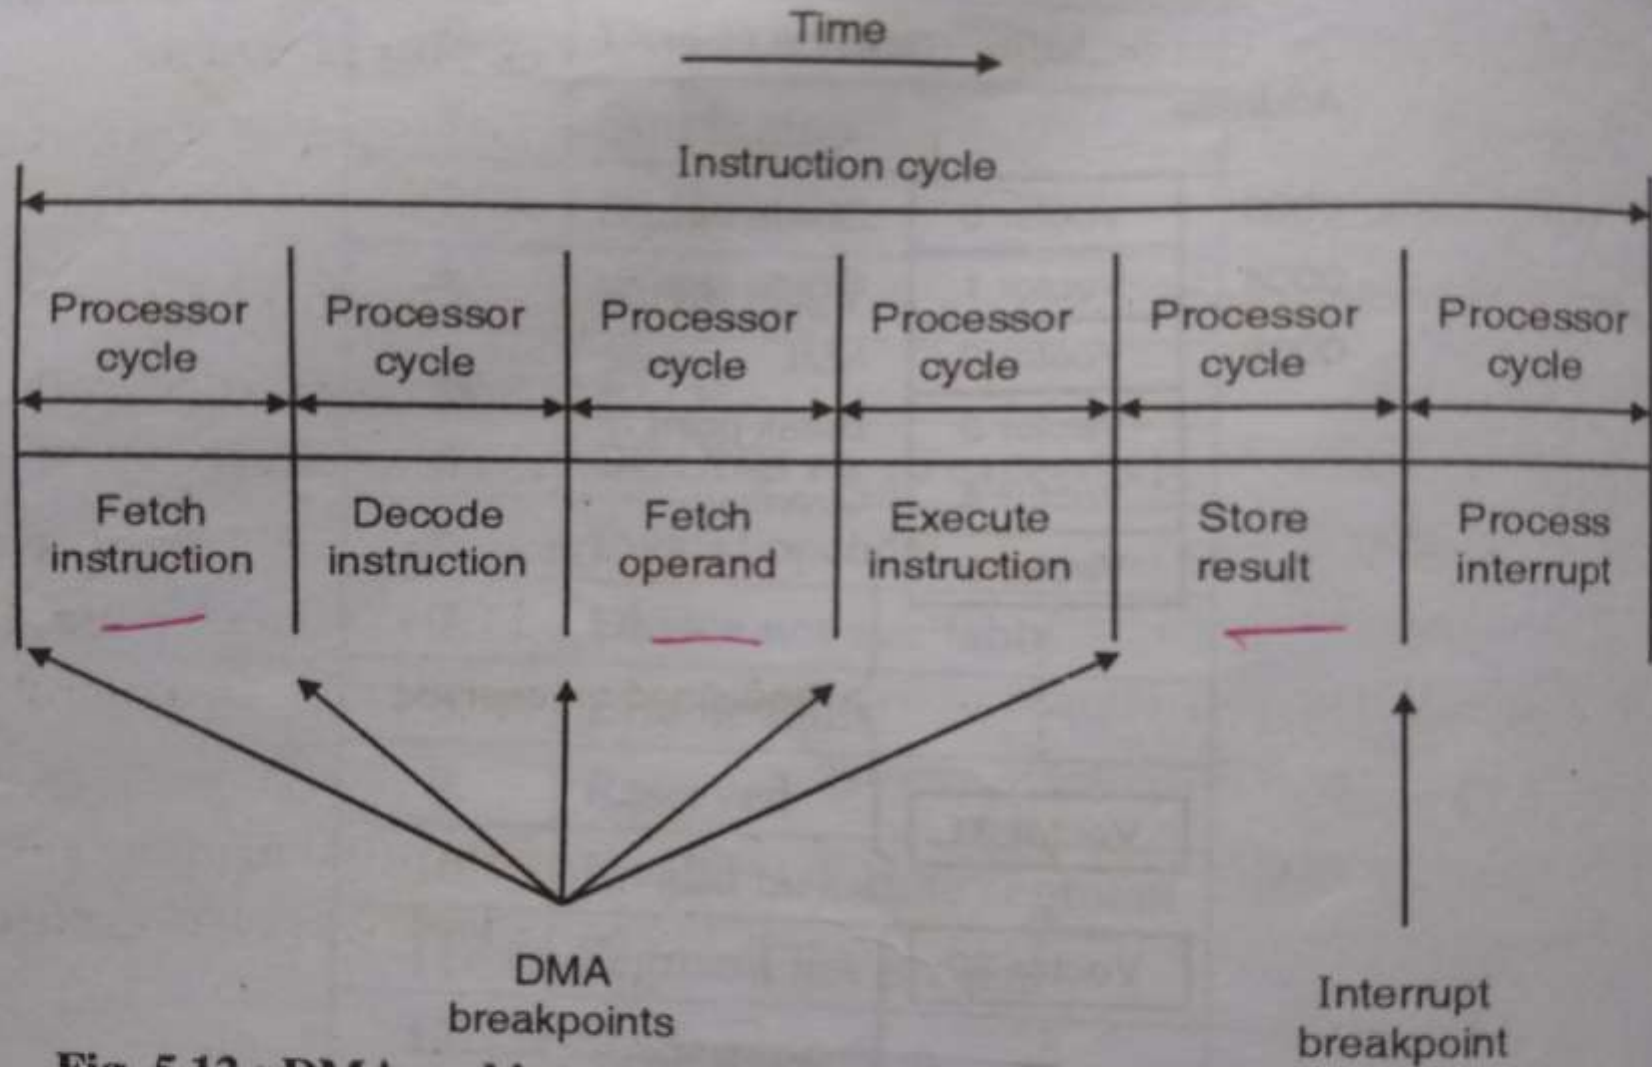 Time
Instruction cycle
Processor cycle
Processor cycle
Processor cycle
Processor cycle
Processor cycle
Processor cycle
Fetch instruction
Decode instruction
Fetch operand
Execute instruction
Store result
Process interrupt
DMA breakpoints
Interrupt breakpoint